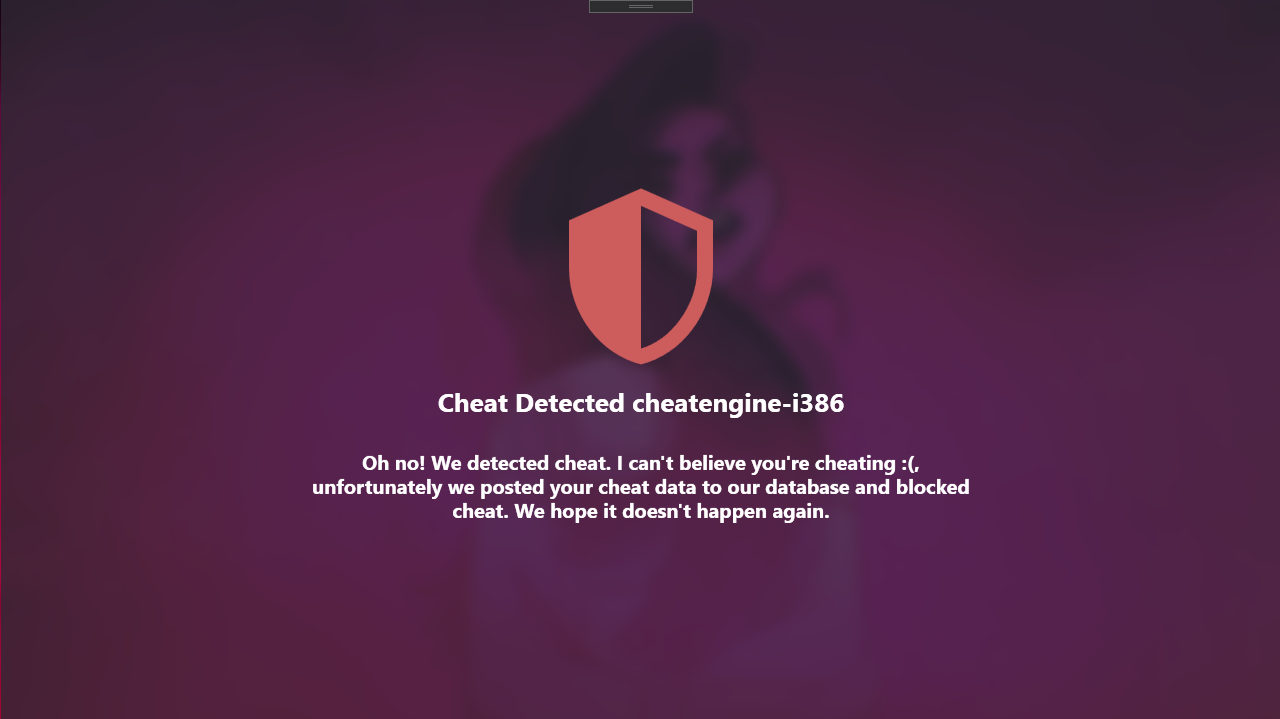 Cheat Detected cheatengine-i386
Oh no! We detected cheat. I can't believe you're cheating :(,
unfortunately we posted your cheat data to our database and blocked
cheat. We hope it doesn't happen again.